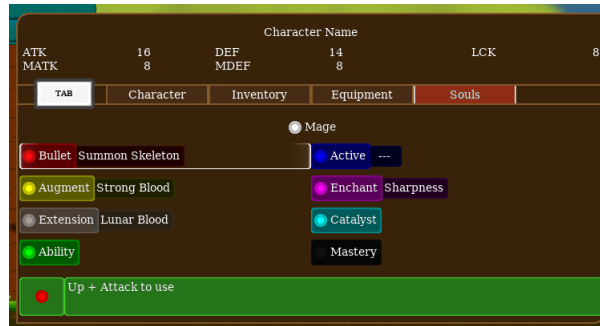 Character Name
ATK 16 DEF 14 LCK 8
MATK 8 MDEF 8
TAB Character Inventory Equipment Souls
Mage
Bullet Summon Skeleton Active ---
Augment Strong Blood Enchant Sharpness
Extension Lunar Blood Catalyst
Ability Mastery
Up + Attack to use